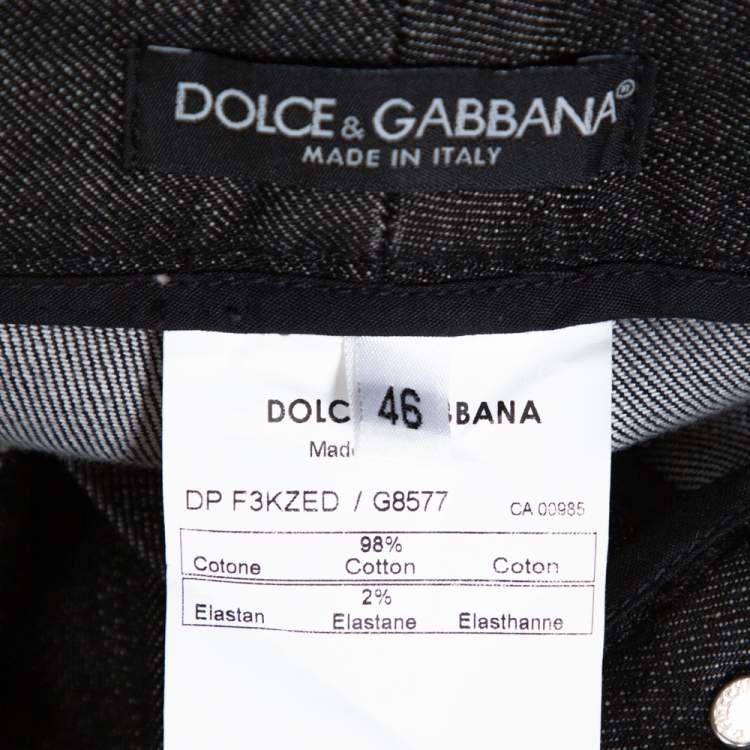 DOLCE & GABBANA®
MADE IN ITALY
46
DOLC BBANA
Made
DP F3KZED / G8577 CA 00985
98%
Cotone Cotton Coton
2%
Elastan Elastane Elasthanne